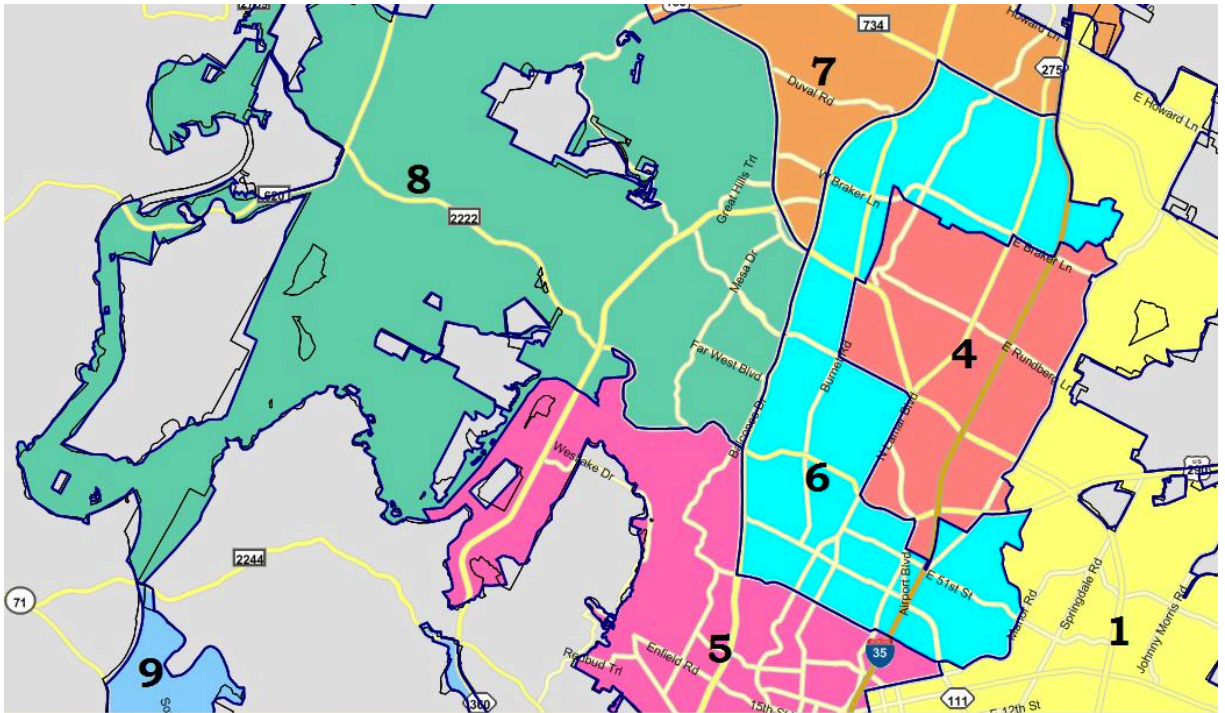 734
Howard Ln
7
275
Duval Rd
E Howard Ln
Great Hills Trl
W Braker Ln
8
620
2222
E Braker Ln
Mesa Dr
Far West Blvd
Burnet Rd
4
E Rundberg Ln
N Lamar Blvd
Balcones Dr
Westlake Dr
6
US
290
2244
71
Airport Blvd
E 51st St
Manor Rd
Springdale Rd
Johnny Morris Rd
1
5
35
9
Enfield Rd
Redbud Trl
360
15th St
111
E 12th St